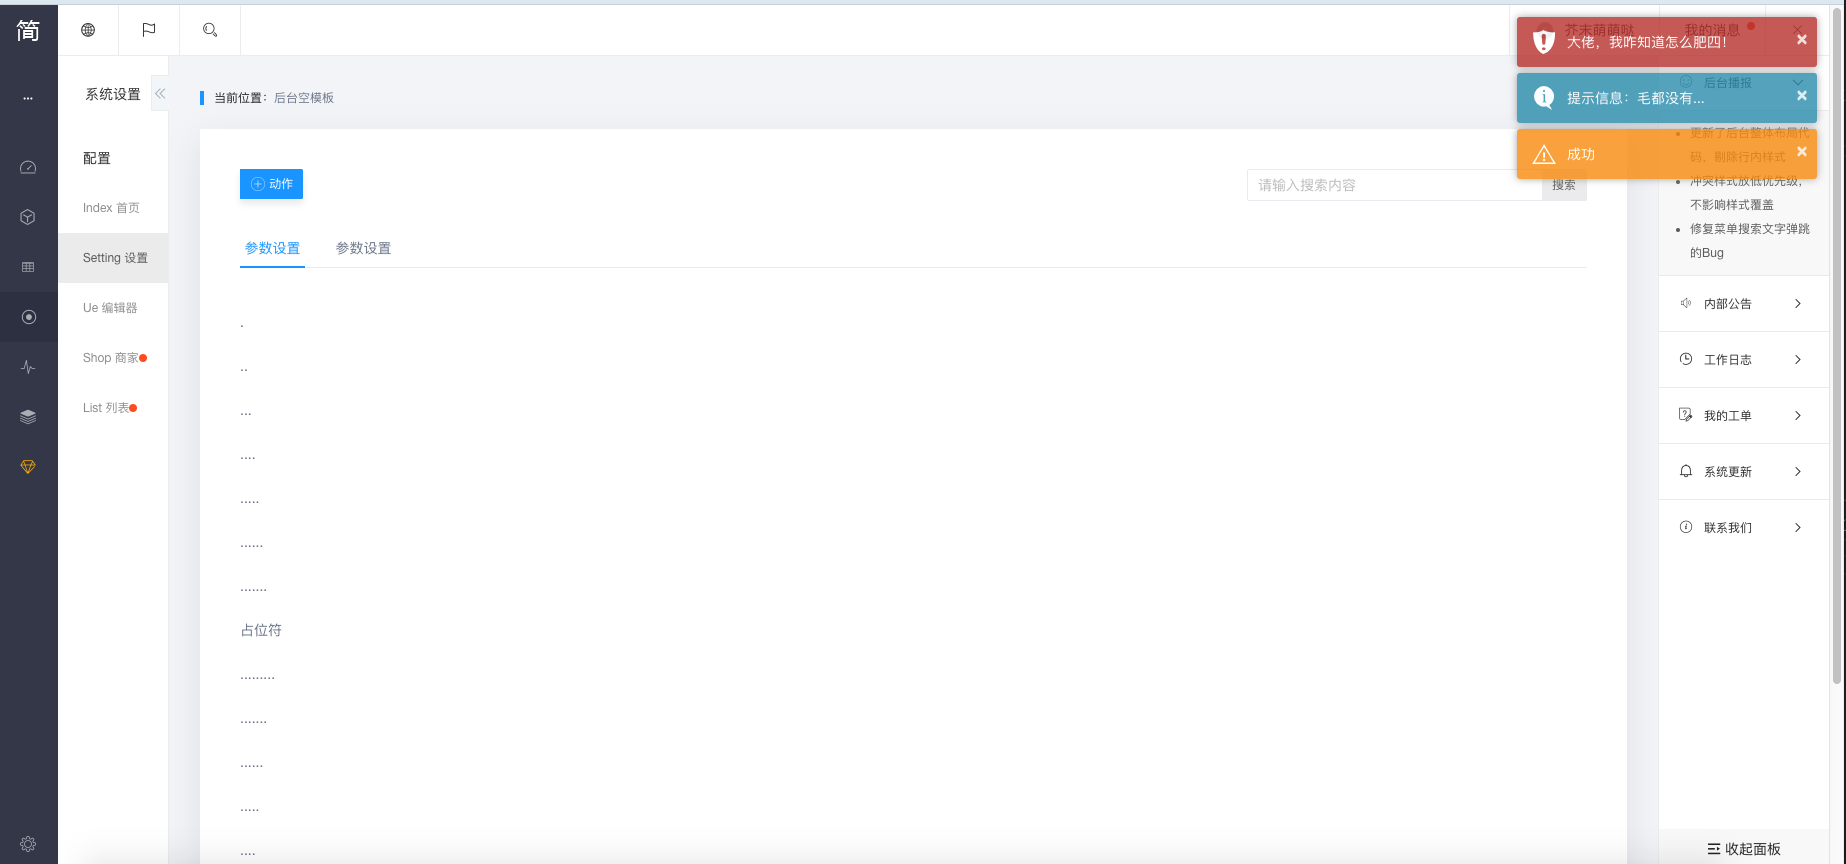 简
芥末萌萌哒
我的消息
大佬，我咋知道怎么肥四!
提示信息：毛都没有...
成功
系统设置
配置
Index 首页
Setting 设置
Ue 编辑器
Shop 商家
List 列表
当前位置：后台空模板
动作
请输入搜索内容
搜索
参数设置
参数设置
.
..
...
....
.....
......
.......
占位符
.........
.......
......
.....
....
后台播报
更新了后台整体布局代
码，剔除行内样式
冲突样式放低优先级，
不影响样式覆盖
修复菜单搜索文字弹跳
的Bug
内部公告
工作日志
我的工单
系统更新
联系我们
收起面板